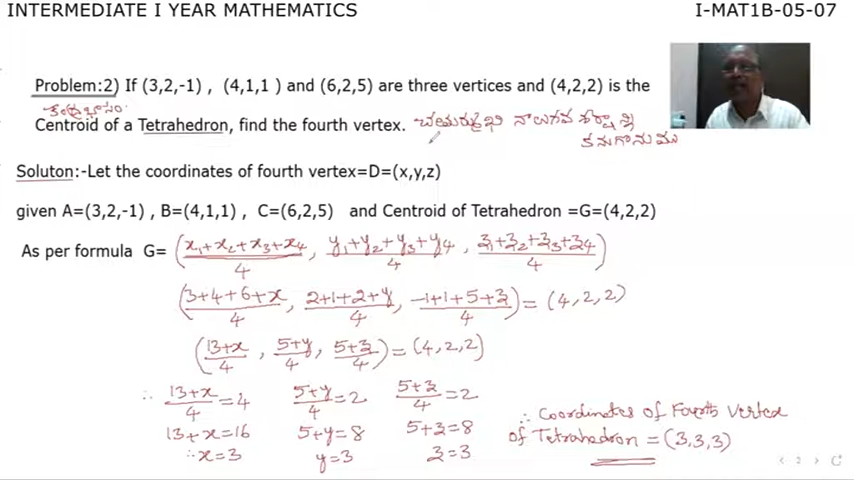 INTERMEDIATE I YEAR MATHEMATICS I-MAT1B-05-07
Problem:2) If (3,2,-1) , (4,1,1 ) and (6,2,5) are three vertices and (4,2,2) is the
కేంద్రభాసం
Centroid of a Tetrahedron, find the fourth vertex. చతుర్ముఖి నాలుగవ శీర్షాన్ని
కనుగొనుము
Soluton:-Let the coordinates of fourth vertex=D=(x,y,z)
given A=(3,2,-1) , B=(4,1,1) , C=(6,2,5) and Centroid of Tetrahedron =G=(4,2,2)
As per formula G= ((x₁+x₂+x₃+x₄)/4 , (y₁+y₂+y₃+y₄)/4 , (z₁+z₂+z₃+z₄)/4)
((3+4+6+x)/4 , (2+1+2+y)/4 , (-1+1+5+z)/4) = (4,2,2)
((13+x)/4 , (5+y)/4 , (5+z)/4) = (4,2,2)
∴ (13+x)/4 = 4 (5+y)/4 = 2 (5+z)/4 = 2
13+x=16 5+y=8 5+z=8
∴x=3 y=3 z=3
∴ Coordinates of Fourth Vertex
of Tetrahedron = (3,3,3)
2